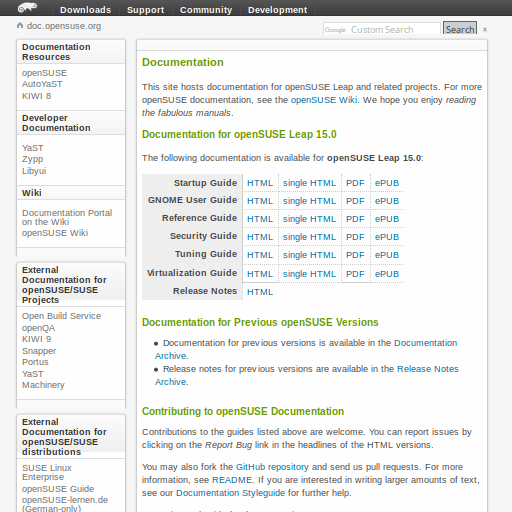 Downloads Support Community Development
doc.opensuse.org
Google Custom Search Search x
Documentation
Resources
openSUSE
AutoYaST
KIWI 8
Developer
Documentation
YaST
Zypp
Libyui
Wiki
Documentation Portal
on the Wiki
openSUSE Wiki
External
Documentation for
openSUSE/SUSE
Projects
Open Build Service
openQA
KIWI 9
Snapper
Portus
YaST
Machinery
External
Documentation for
openSUSE/SUSE
distributions
SUSE Linux
Enterprise
openSUSE Guide
openSUSE-lernen.de
(German-only)
Documentation
This site hosts documentation for openSUSE Leap and related projects. For more
openSUSE documentation, see the openSUSE Wiki. We hope you enjoy reading
the fabulous manuals.
Documentation for openSUSE Leap 15.0
The following documentation is available for openSUSE Leap 15.0:
Startup Guide HTML single HTML PDF ePUB
GNOME User Guide HTML single HTML PDF ePUB
Reference Guide HTML single HTML PDF ePUB
Security Guide HTML single HTML PDF ePUB
Tuning Guide HTML single HTML PDF ePUB
Virtualization Guide HTML single HTML PDF ePUB
Release Notes HTML
Documentation for Previous openSUSE Versions
• Documentation for previous versions is available in the Documentation
Archive.
• Release notes for previous versions are available in the Release Notes
Archive.
Contributing to openSUSE Documentation
Contributions to the guides listed above are welcome. You can report issues by
clicking on the Report Bug link in the headlines of the HTML versions.
You may also fork the GitHub repository and send us pull requests. For more
information, see README. If you are interested in writing larger amounts of text,
see our Documentation Styleguide for further help.